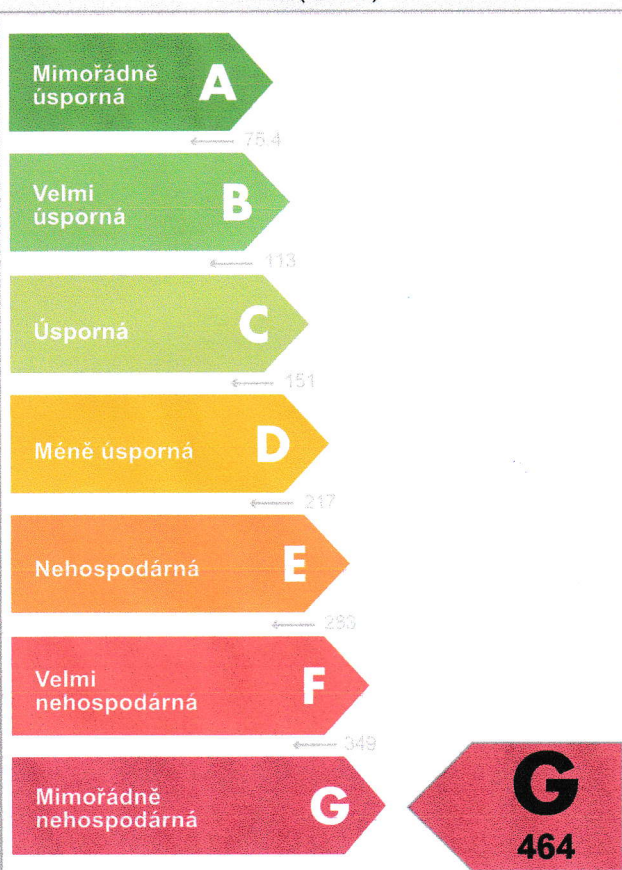 Mimořádně
úsporná
A
75.4
Velmi
úsporná
B
113
Úsporná
C
151
Méně úsporná
D
217
Nehospodárná
E
283
Velmi
nehospodárná
F
349
Mimořádně
nehospodárná
G
G
464